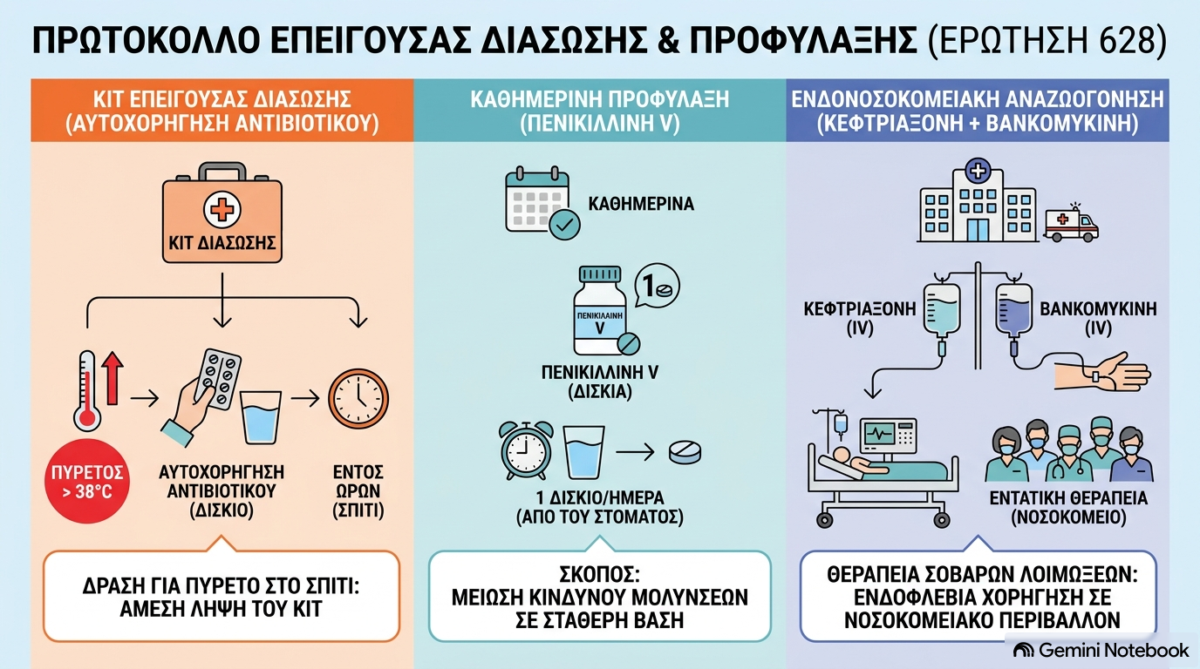 ΠΡΩΤΟΚΟΛΛΟ ΕΠΕΙΓΟΥΣΑΣ ΔΙΑΣΩΣΗΣ & ΠΡΟΦΥΛΑΞΗΣ (ΕΡΩΤΗΣΗ 628)
ΚΙΤ ΕΠΕΙΓΟΥΣΑΣ ΔΙΑΣΩΣΗΣ
(ΑΥΤΟΧΟΡΗΓΗΣΗ ΑΝΤΙΒΙΟΤΙΚΟΥ)
ΚΙΤ ΔΙΑΣΩΣΗΣ
ΠΥΡΕΤΟΣ
> 38°C
ΑΥΤΟΧΟΡΗΓΗΣΗ
ΑΝΤΙΒΙΟΤΙΚΟΥ
(ΔΙΣΚΙΟ)
ΕΝΤΟΣ
ΩΡΩΝ
(ΣΠΙΤΙ)
ΔΡΑΣΗ ΓΙΑ ΠΥΡΕΤΟ ΣΤΟ ΣΠΙΤΙ:
ΑΜΕΣΗ ΛΗΨΗ ΤΟΥ ΚΙΤ
ΚΑΘΗΜΕΡΙΝΗ ΠΡΟΦΥΛΑΞΗ
(ΠΕΝΙΚΙΛΛΙΝΗ V)
ΚΑΘΗΜΕΡΙΝΑ
1
ΠΕΝΙΚΙΛΛΙΝΗ
V
ΠΕΝΙΚΙΛΛΙΝΗ V
(ΔΙΣΚΙΑ)
1 ΔΙΣΚΙΟ/ΗΜΕΡΑ
(ΑΠΟ ΤΟΥ ΣΤΟΜΑΤΟΣ)
ΣΚΟΠΟΣ:
ΜΕΙΩΣΗ ΚΙΝΔΥΝΟΥ ΜΟΛΥΝΣΕΩΝ
ΣΕ ΣΤΑΘΕΡΗ ΒΑΣΗ
ΕΝΔΟΝΟΣΟΚΟΜΕΙΑΚΗ ΑΝΑΖΩΟΓΟΝΗΣΗ
(ΚΕΦΤΡΙΑΞΟΝΗ + ΒΑΝΚΟΜΥΚΙΝΗ)
ΚΕΦΤΡΙΑΞΟΝΗ
(IV)
ΒΑΝΚΟΜΥΚΙΝΗ
(IV)
ΕΝΤΑΤΙΚΗ ΘΕΡΑΠΕΙΑ
(ΝΟΣΟΚΟΜΕΙΟ)
ΘΕΡΑΠΕΙΑ ΣΟΒΑΡΩΝ ΛΟΙΜΩΞΕΩΝ:
ΕΝΔΟΦΛΕΒΙΑ ΧΟΡΗΓΗΣΗ ΣΕ
ΝΟΣΟΚΟΜΕΙΑΚΟ ΠΕΡΙΒΑΛΛΟΝ
Gemini Notebook